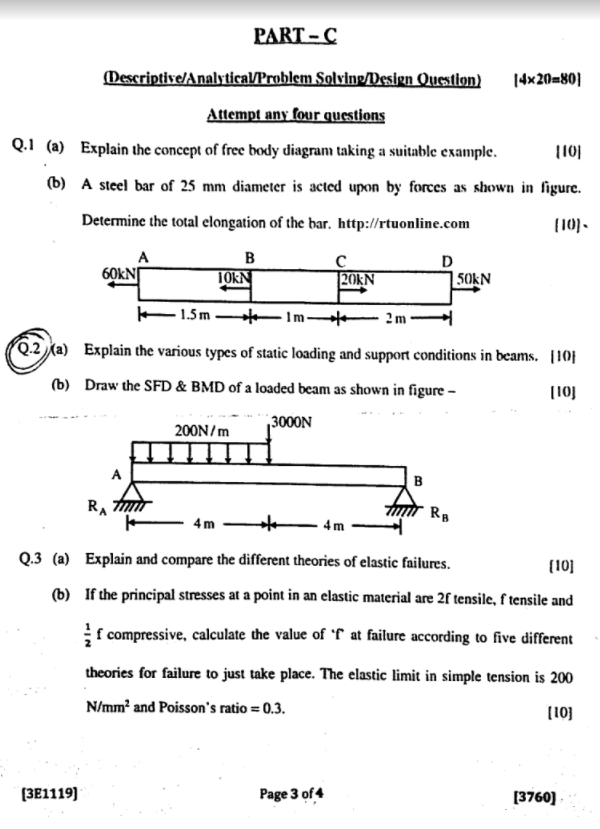 PART – C
(Descriptive/Analytical/Problem Solving/Design Question) [4×20=80]
Attempt any four questions
Q.1 (a) Explain the concept of free body diagram taking a suitable example. [10]
(b) A steel bar of 25 mm diameter is acted upon by forces as shown in figure.
Determine the total elongation of the bar. http://rtuonline.com [10]
A B C D
60kN 10kN 20kN 50kN
1.5 m 1 m 2 m
Q.2 (a) Explain the various types of static loading and support conditions in beams. [10]
(b) Draw the SFD & BMD of a loaded beam as shown in figure – [10]
200N/m 3000N
A B
R_A R_B
4 m 4 m
Q.3 (a) Explain and compare the different theories of elastic failures. [10]
(b) If the principal stresses at a point in an elastic material are 2f tensile, f tensile and
½ f compressive, calculate the value of 'f' at failure according to five different
theories for failure to just take place. The elastic limit in simple tension is 200
N/mm² and Poisson's ratio = 0.3. [10]
[3E1119] Page 3 of 4 [3760]